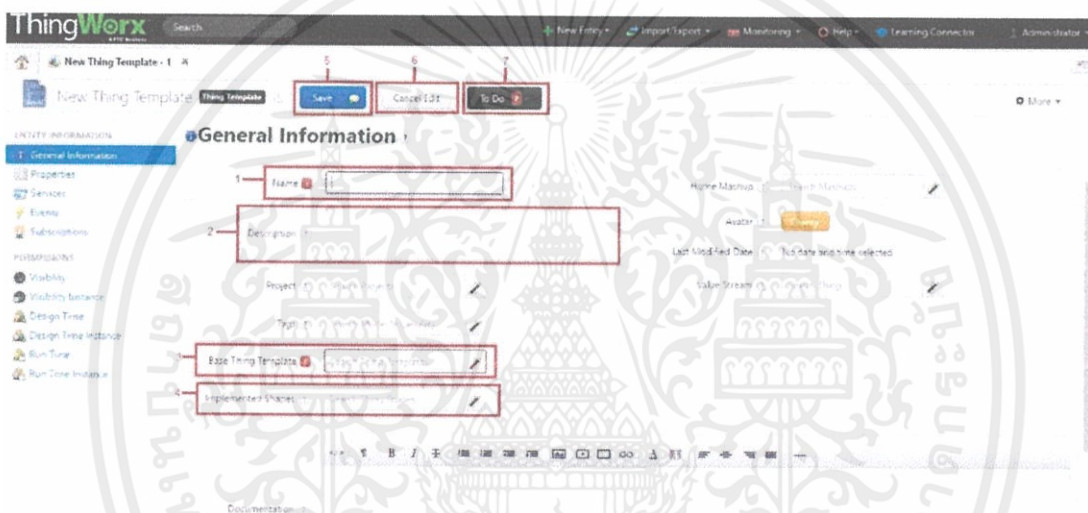 ThingWorx
Search
New Entity
Import/Export
Monitoring
Help
Learning Connector
Administrator
New Thing Template - 1 ×
New Thing Template
Thing Template
5
6
7
Save
Cancel Edit
To Do
More
ENTITY INFORMATION
General Information
Properties
Services
Events
Subscriptions
PERMISSIONS
Visibility
Visibility Instance
Design Time
Design Time Instance
Run Time
Run Time Instance
General Information
1
Name
2
Description
Project
Tags
3
Base Thing Template
4
Implemented Shapes
Home Mashup
Avatar
Last Modified Date
No date and time selected
Value Stream
Documentation